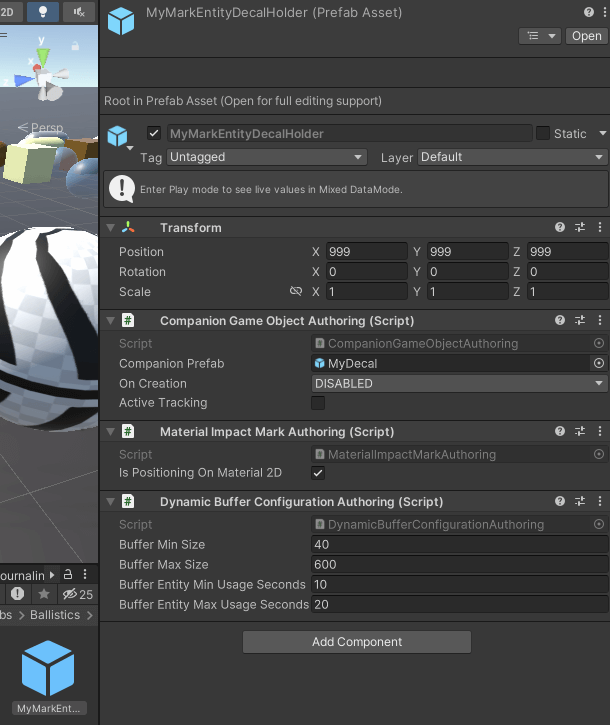 2D
MyMarkEntityDecalHolder (Prefab Asset)
Open
Root in Prefab Asset (Open for full editing support)
y
x
z
Persp
MyMarkEntityDecalHolder
Static
Tag Untagged Layer Default
Enter Play mode to see live values in Mixed DataMode.
Transform
Position X 999 Y 999 Z 999
Rotation X 0 Y 0 Z 0
Scale X 1 Y 1 Z 1
# Companion Game Object Authoring (Script)
Script # CompanionGameObjectAuthoring
Companion Prefab MyDecal
On Creation DISABLED
Active Tracking
# Material Impact Mark Authoring (Script)
Script # MaterialImpactMarkAuthoring
Is Positioning On Material 2D
# Dynamic Buffer Configuration Authoring (Script)
Script # DynamicBufferConfigurationAuthoring
Buffer Min Size 40
Buffer Max Size 600
Buffer Entity Min Usage Seconds 10
Buffer Entity Max Usage Seconds 20
Add Component
ournalin
25
bs > Ballistics >
MyMarkEnt...